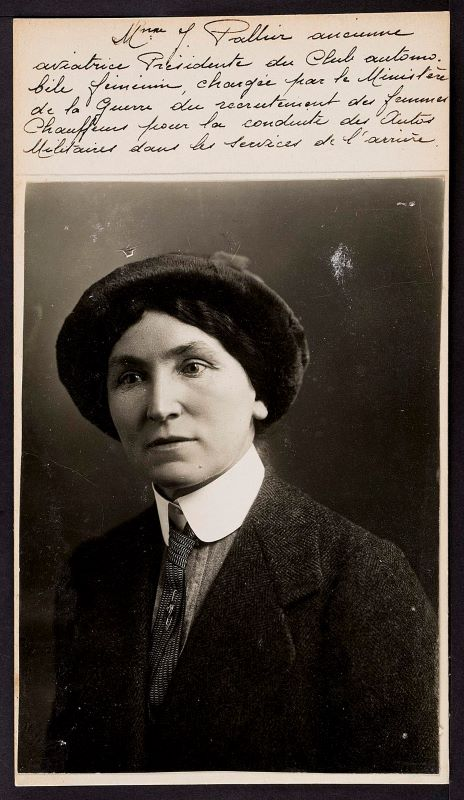 Mme J Pallier ancienne
aviatrice Présidente du Club automo-
bile féminin, chargée par le Ministère
de la Guerre du recrutement des femmes
Chauffeurs pour la conduite des Autos
Militaires dans les services de l'arrière.